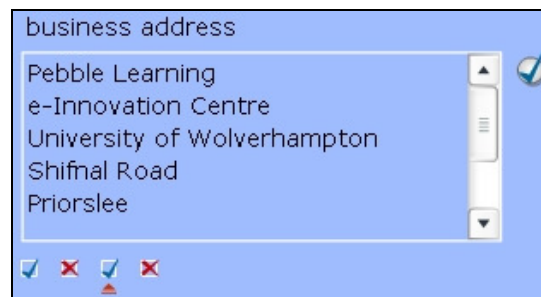 business address
Pebble Learning
e-Innovation Centre
University of Wolverhampton
Shifnal Road
Priorslee